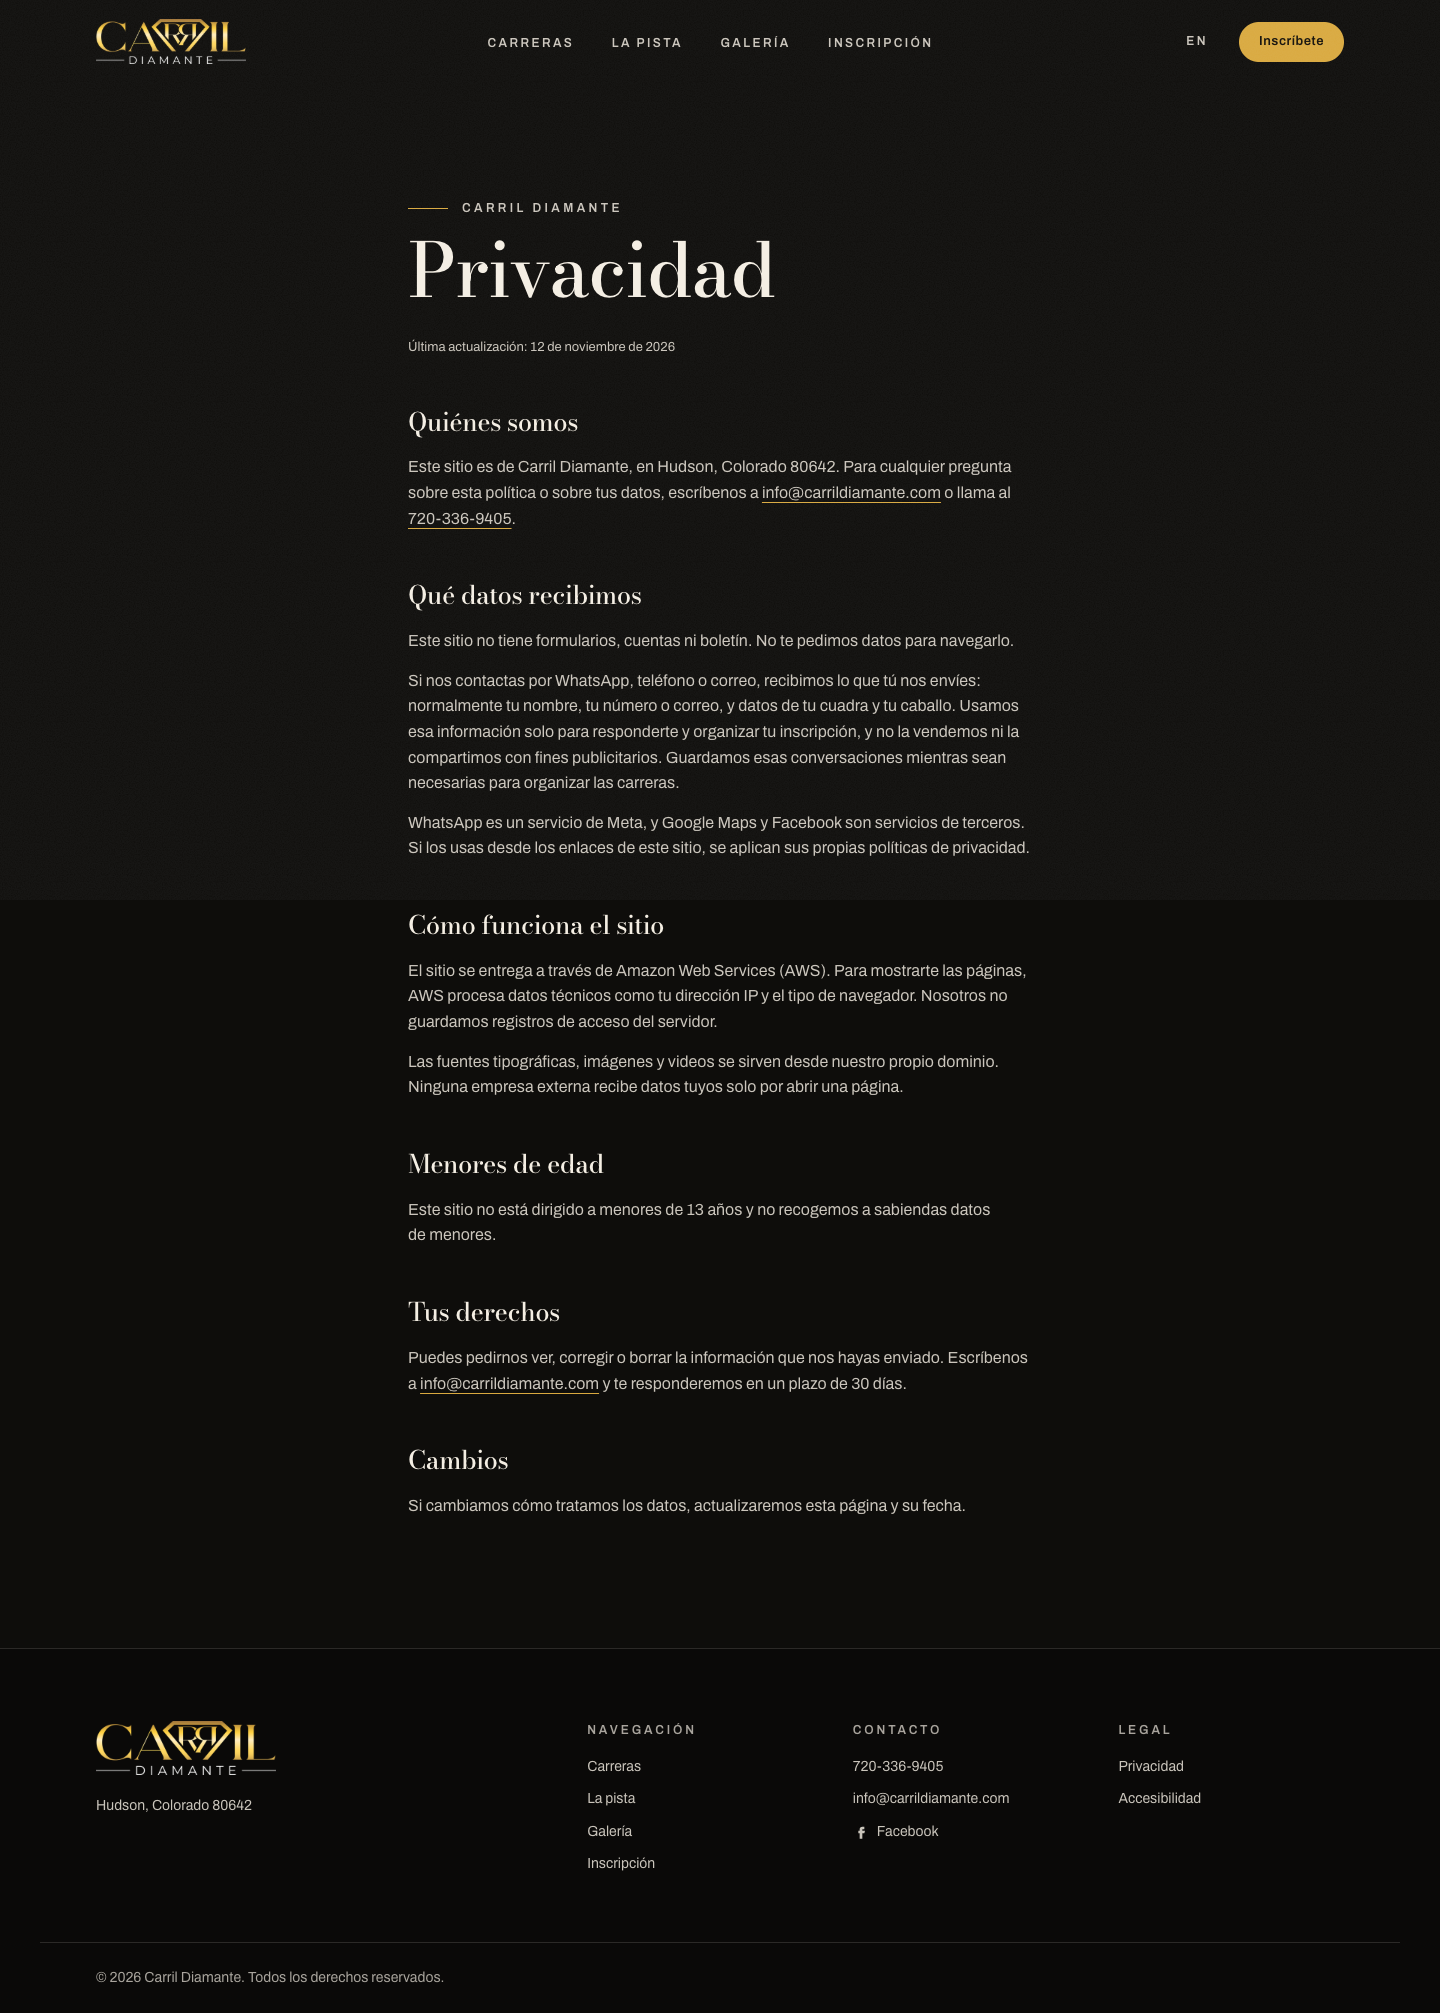 CARRIL
DIAMANTE
CARRERAS LA PISTA GALERÍA INSCRIPCIÓN
EN Inscríbete
CARRIL DIAMANTE
Privacidad
Última actualización: 12 de noviembre de 2026
Quiénes somos
Este sitio es de Carril Diamante, en Hudson, Colorado 80642. Para cualquier pregunta
sobre esta política o sobre tus datos, escríbenos a info@carrildiamante.com o llama al
720-336-9405.
Qué datos recibimos
Este sitio no tiene formularios, cuentas ni boletín. No te pedimos datos para navegarlo.
Si nos contactas por WhatsApp, teléfono o correo, recibimos lo que tú nos envíes:
normalmente tu nombre, tu número o correo, y datos de tu cuadra y tu caballo. Usamos
esa información solo para responderte y organizar tu inscripción, y no la vendemos ni la
compartimos con fines publicitarios. Guardamos esas conversaciones mientras sean
necesarias para organizar las carreras.
WhatsApp es un servicio de Meta, y Google Maps y Facebook son servicios de terceros.
Si los usas desde los enlaces de este sitio, se aplican sus propias políticas de privacidad.
Cómo funciona el sitio
El sitio se entrega a través de Amazon Web Services (AWS). Para mostrarte las páginas,
AWS procesa datos técnicos como tu dirección IP y el tipo de navegador. Nosotros no
guardamos registros de acceso del servidor.
Las fuentes tipográficas, imágenes y videos se sirven desde nuestro propio dominio.
Ninguna empresa externa recibe datos tuyos solo por abrir una página.
Menores de edad
Este sitio no está dirigido a menores de 13 años y no recogemos a sabiendas datos
de menores.
Tus derechos
Puedes pedirnos ver, corregir o borrar la información que nos hayas enviado. Escríbenos
a info@carrildiamante.com y te responderemos en un plazo de 30 días.
Cambios
Si cambiamos cómo tratamos los datos, actualizaremos esta página y su fecha.
CARRIL
DIAMANTE
Hudson, Colorado 80642
NAVEGACIÓN
Carreras
La pista
Galería
Inscripción
CONTACTO
720-336-9405
info@carrildiamante.com
Facebook
LEGAL
Privacidad
Accesibilidad
© 2026 Carril Diamante. Todos los derechos reservados.